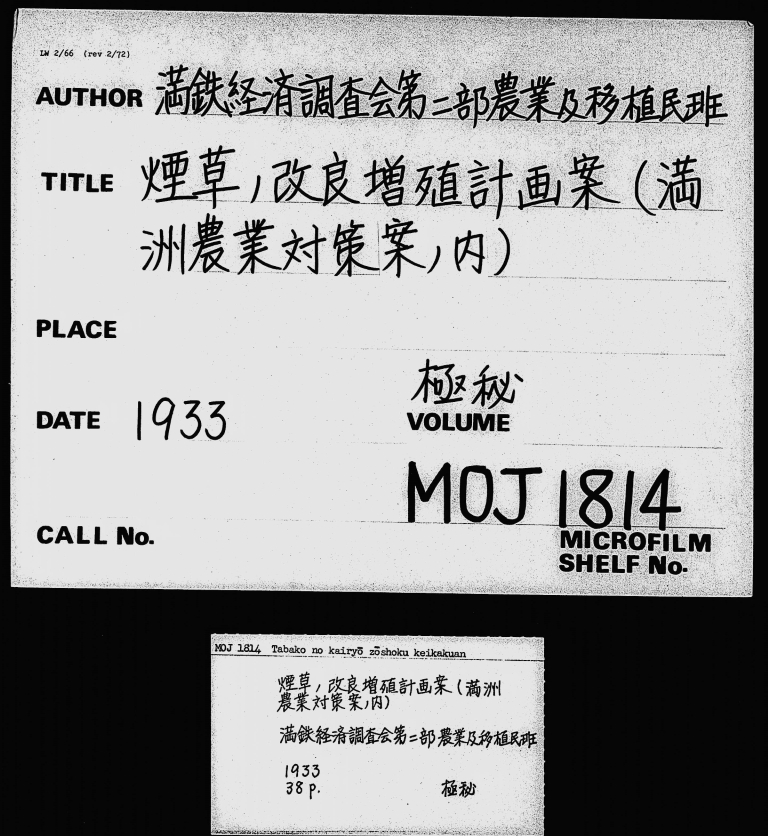 LW 2/66 (rev 2/72)
AUTHOR 満鉄経済調査会第二部農業及移植民班
TITLE 煙草ノ改良増殖計画案(満
洲農業対策案ノ内)
PLACE
極秘
DATE 1933 VOLUME
MOJ 1814
CALL No. MICROFILM
SHELF No.
MOJ 1814 Tabako no kairyō zōshoku keikakuan
煙草ノ改良増殖計画案(満洲
農業対策案ノ内)
満鉄経済調査会第二部農業及移植民班
1933
38 p. 極秘